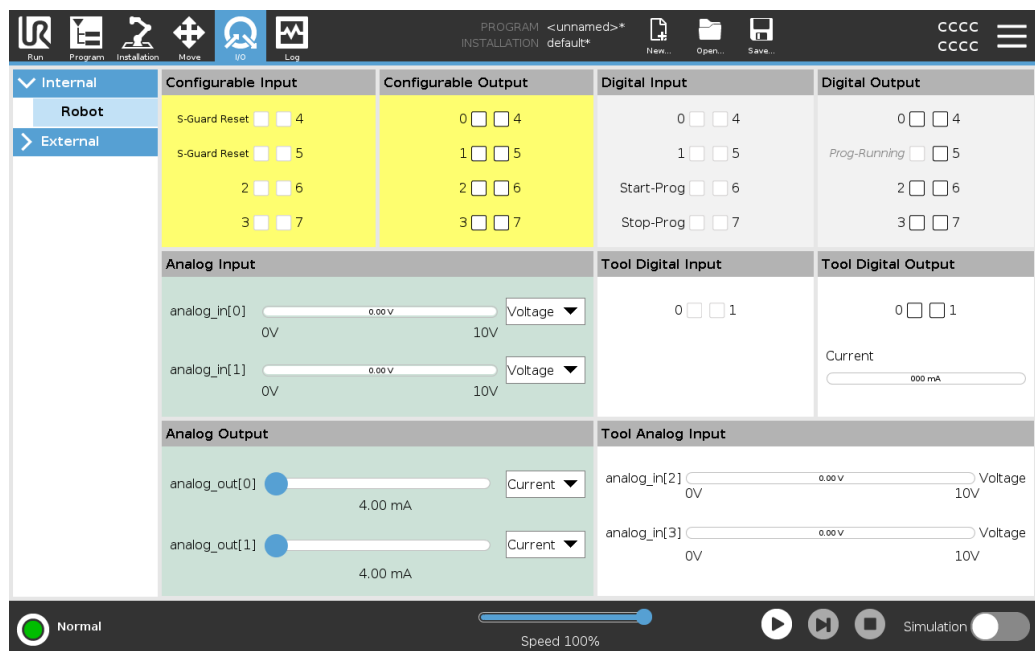 PROGRAM <unnamed>*
INSTALLATION default*
CCCC
CCCC
UR
Run Program Installation Move I/O Log New... Open... Save...
Internal
Robot
External
Configurable Input
S-Guard Reset 4
S-Guard Reset 5
2 6
3 7
Configurable Output
0 4
1 5
2 6
3 7
Digital Input
0 4
1 5
Start-Prog 6
Stop-Prog 7
Digital Output
0 4
Prog-Running 5
2 6
3 7
Analog Input
analog_in[0] 0.00 V Voltage
0V 10V
analog_in[1] 0.00 V Voltage
0V 10V
Tool Digital Input
0 1
Tool Digital Output
0 1
Current
000 mA
Analog Output
analog_out[0] Current
4.00 mA
analog_out[1] Current
4.00 mA
Tool Analog Input
analog_in[2] 0.00 V Voltage
0V 10V
analog_in[3] 0.00 V Voltage
0V 10V
Normal
Speed 100%
Simulation